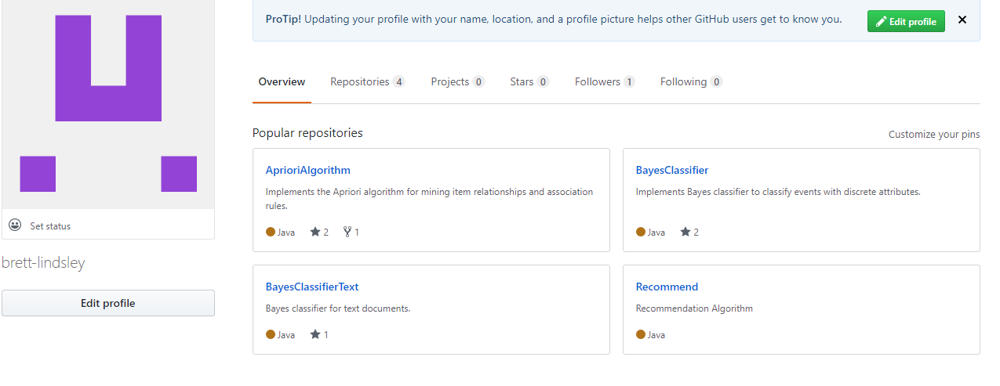 ProTip! Updating your profile with your name, location, and a profile picture helps other GitHub users get to know you.
Edit profile
Overview
Repositories 4
Projects 0
Stars 0
Followers 1
Following 0
Popular repositories
Customize your pins
AprioriAlgorithm
Implements the Apriori algorithm for mining item relationships and association
rules.
Java 2 1
BayesClassifier
Implements Bayes classifier to classify events with discrete attributes.
Java 2
BayesClassifierText
Bayes classifier for text documents.
Java 1
Recommend
Recommendation Algorithm
Java
Set status
brett-lindsley
Edit profile